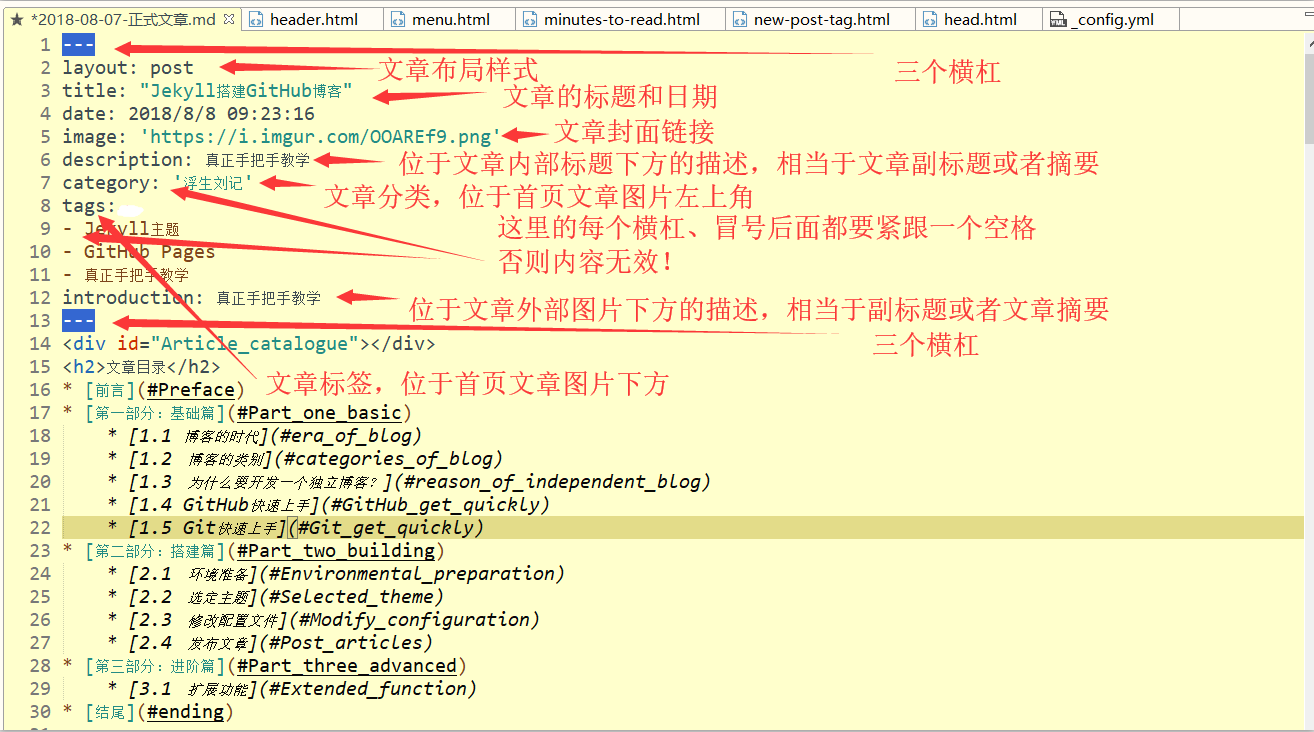 *2018-08-07-正式文章.md header.html menu.html minutes-to-read.html new-post-tag.html head.html _config.yml
1 ---
三个横杠
2 layout: post
文章布局样式
3 title: "Jekyll搭建GitHub博客"
文章的标题和日期
4 date: 2018/8/8 09:23:16
5 image: 'https://i.imgur.com/OOAREf9.png'
文章封面链接
6 description: 真正手把手教学
位于文章内部标题下方的描述，相当于文章副标题或者摘要
7 category: '浮生刘记'
文章分类，位于首页文章图片左上角
8 tags:
9 - Jekyll主题
这里的每个横杠、冒号后面都要紧跟一个空格
10 - GitHub Pages
否则内容无效！
11 - 真正手把手教学
12 introduction: 真正手把手教学
位于文章外部图片下方的描述，相当于副标题或者文章摘要
13 ---
三个横杠
14 <div id="Article_catalogue"></div>
15 <h2>文章目录</h2>
文章标签，位于首页文章图片下方
16 * [前言](#Preface)
17 * [第一部分：基础篇](#Part_one_basic)
18 * [1.1 博客的时代](#era_of_blog)
19 * [1.2 博客的类别](#categories_of_blog)
20 * [1.3 为什么要开发一个独立博客？](#reason_of_independent_blog)
21 * [1.4 GitHub快速上手](#GitHub_get_quickly)
22 * [1.5 Git快速上手](#Git_get_quickly)
23 * [第二部分：搭建篇](#Part_two_building)
24 * [2.1 环境准备](#Environmental_preparation)
25 * [2.2 选定主题](#Selected_theme)
26 * [2.3 修改配置文件](#Modify_configuration)
27 * [2.4 发布文章](#Post_articles)
28 * [第三部分：进阶篇](#Part_three_advanced)
29 * [3.1 扩展功能](#Extended_function)
30 * [结尾](#ending)